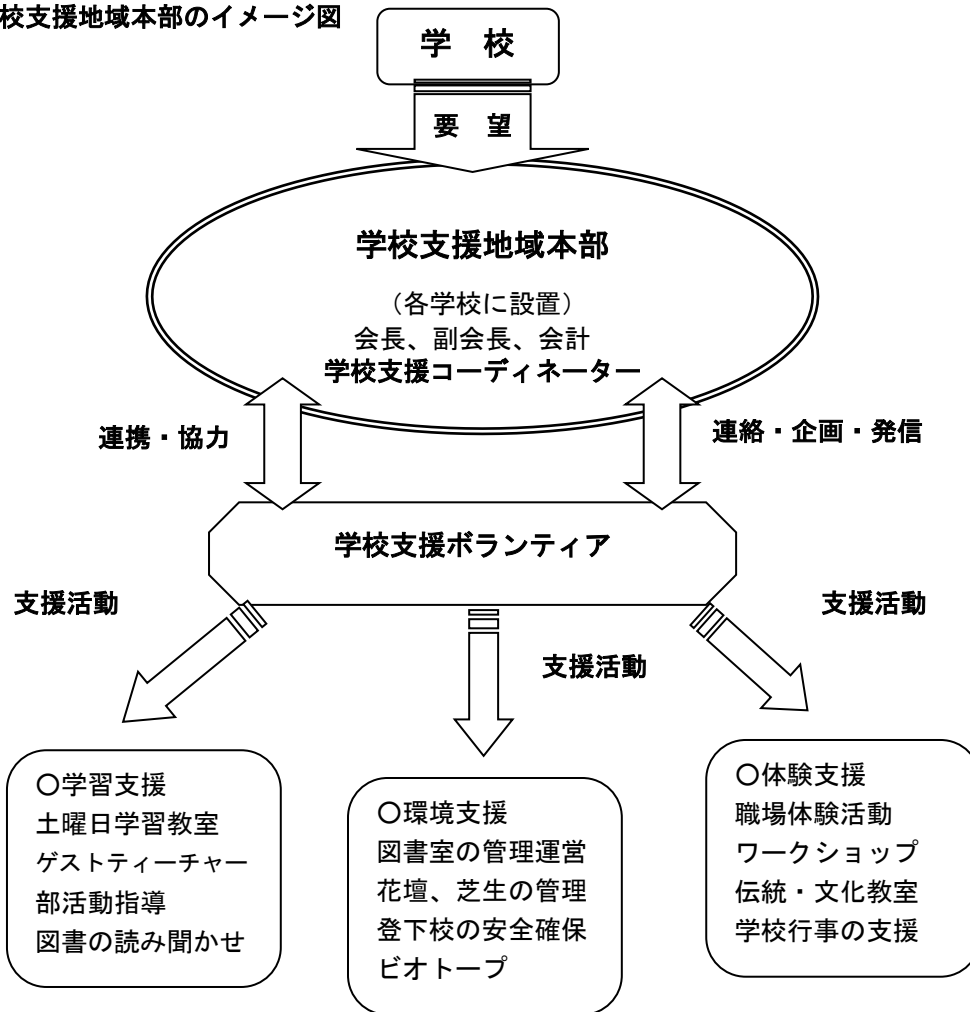 校支援地域本部のイメージ図
学 校
要 望
学校支援地域本部
（各学校に設置）
会長、副会長、会計
学校支援コーディネーター
連携・協力
連絡・企画・発信
学校支援ボランティア
支援活動
支援活動
支援活動
○学習支援
土曜日学習教室
ゲストティーチャー
部活動指導
図書の読み聞かせ
○環境支援
図書室の管理運営
花壇、芝生の管理
登下校の安全確保
ビオトープ
○体験支援
職場体験活動
ワークショップ
伝統・文化教室
学校行事の支援